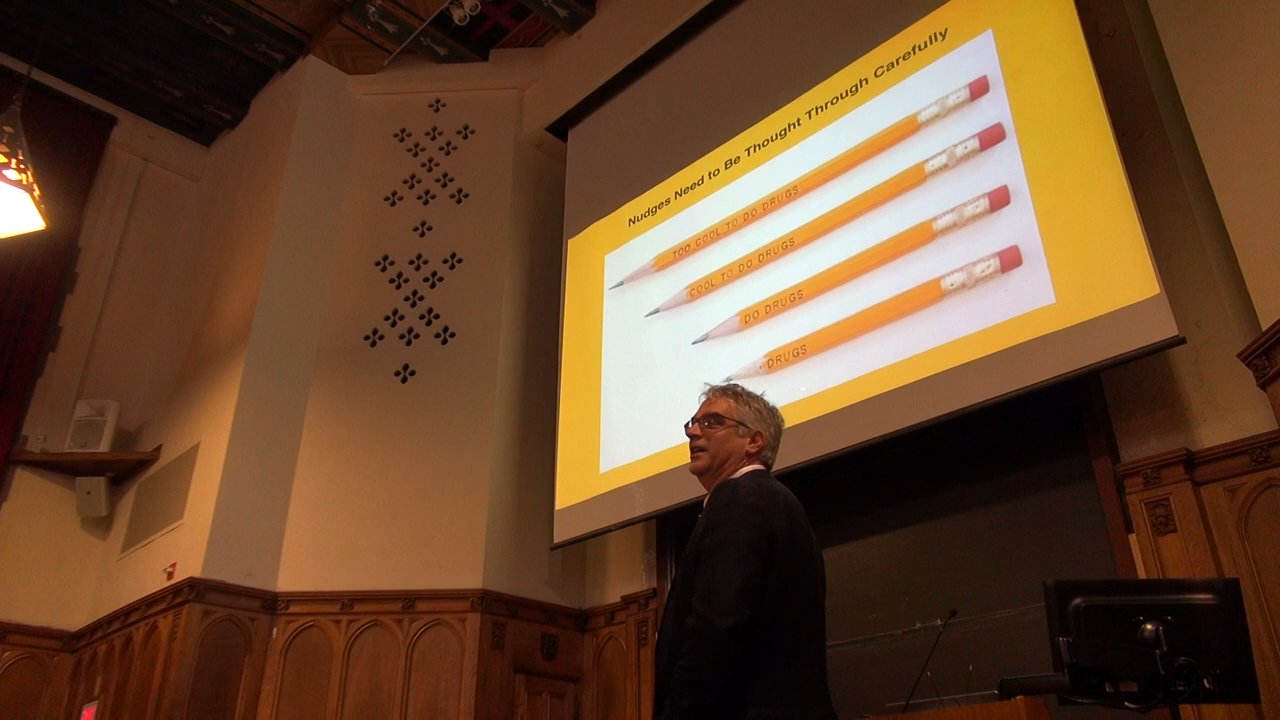 Nudges Need to Be Thought Through Carefully
TOO COOL TO DO DRUGS
COOL TO DO DRUGS
DO DRUGS
DRUGS